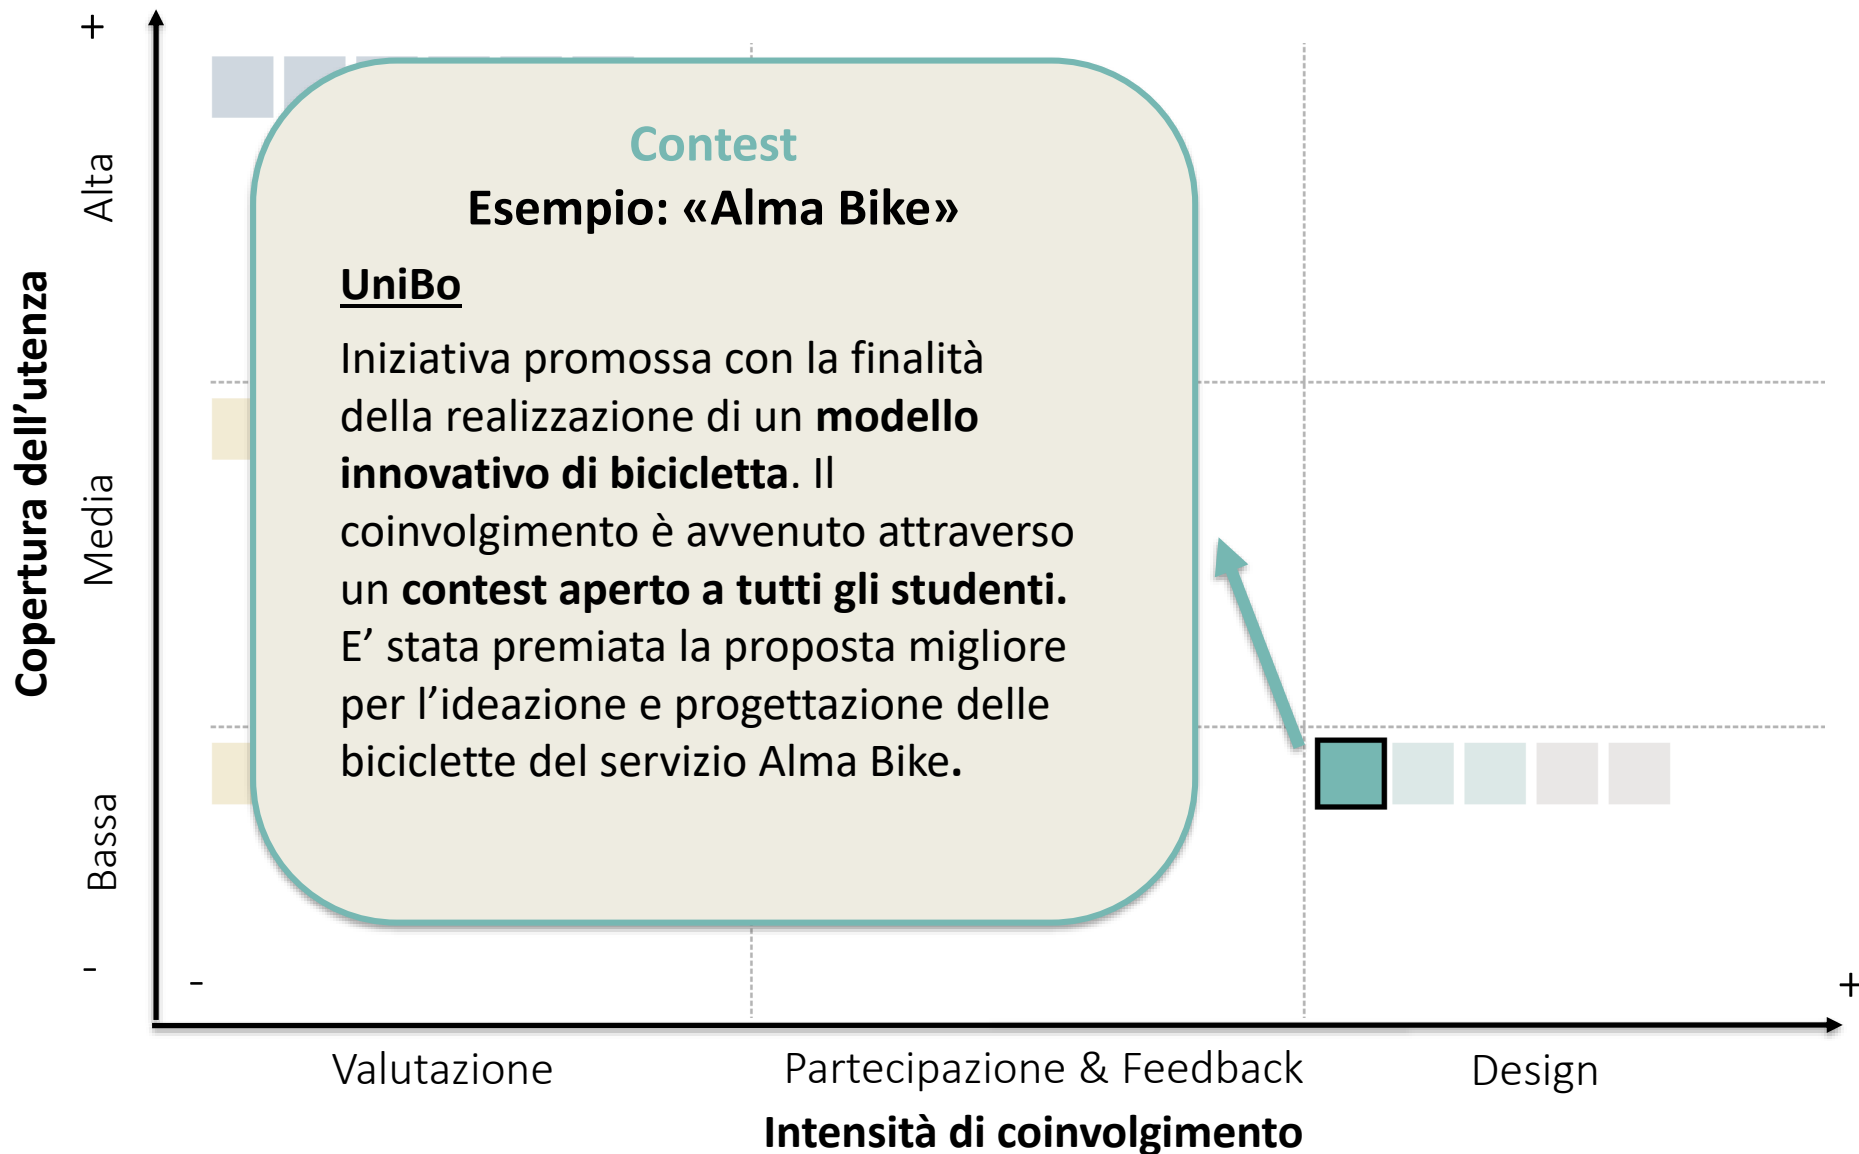 +
Alta
Media
Bassa
-
Copertura dell'utenza
Contest
Esempio: «Alma Bike»
UniBo
Iniziativa promossa con la finalità
della realizzazione di un modello
innovativo di bicicletta. Il
coinvolgimento è avvenuto attraverso
un contest aperto a tutti gli studenti.
E’ stata premiata la proposta migliore
per l’ideazione e progettazione delle
biciclette del servizio Alma Bike.
-
+
Valutazione
Partecipazione & Feedback
Design
Intensità di coinvolgimento